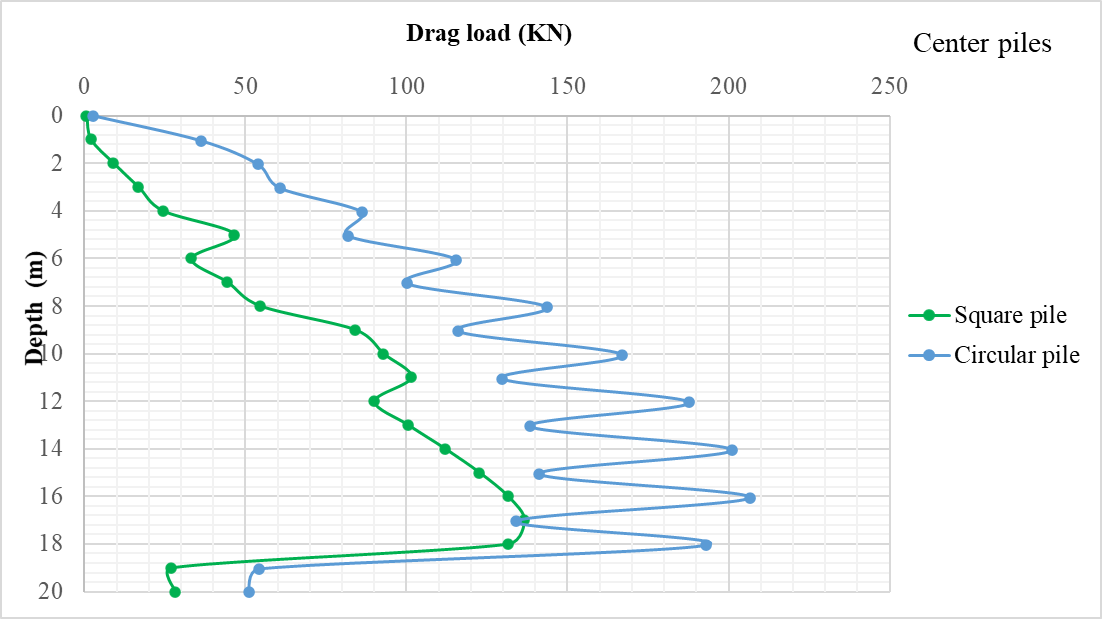 Drag load (KN)
Center piles
0 50 100 150 200 250
0
2
4
6
8
10
12
14
16
18
20
Depth (m)
Square pile
Circular pile